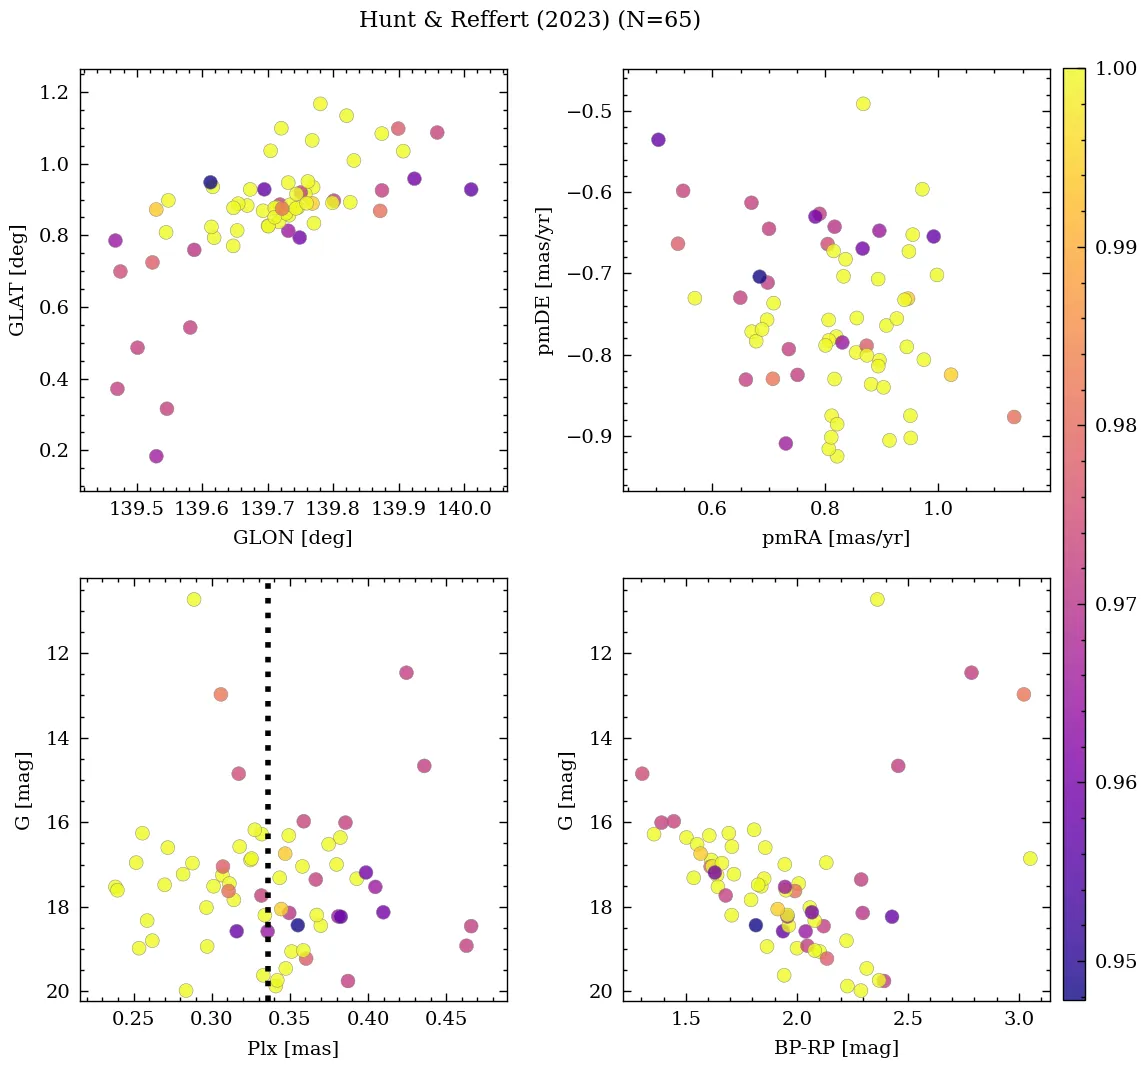 Hunt & Reffert (2023) (N=65)
1.2
1.0
0.8
0.6
0.4
0.2
GLAT [deg]
139.5 139.6 139.7 139.8 139.9 140.0
GLON [deg]
−0.5
−0.6
−0.7
−0.8
−0.9
pmDE [mas/yr]
0.6 0.8 1.0
pmRA [mas/yr]
12
14
16
18
20
G [mag]
0.25 0.30 0.35 0.40 0.45
Plx [mas]
12
14
16
18
20
G [mag]
1.5 2.0 2.5 3.0
BP-RP [mag]
1.00
0.99
0.98
0.97
0.96
0.95